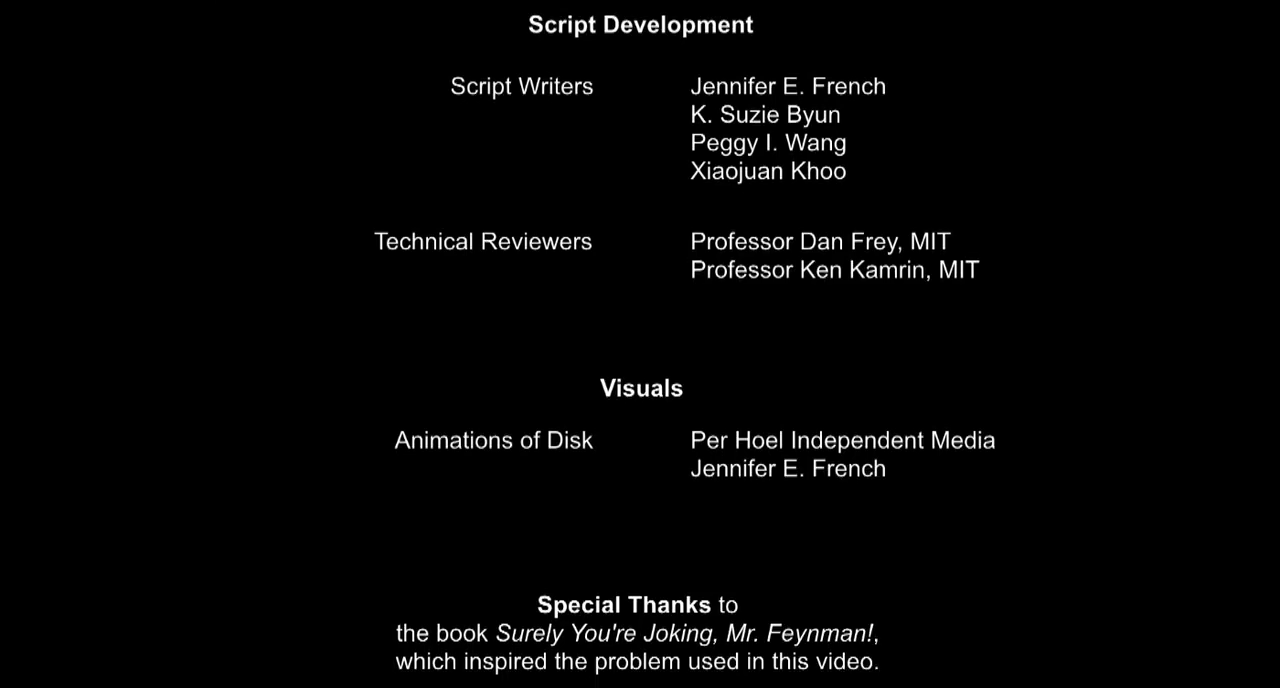 Script Development
Script Writers Jennifer E. French
K. Suzie Byun
Peggy I. Wang
Xiaojuan Khoo
Technical Reviewers Professor Dan Frey, MIT
Professor Ken Kamrin, MIT
Visuals
Animations of Disk Per Hoel Independent Media
Jennifer E. French
Special Thanks to
the book Surely You're Joking, Mr. Feynman!,
which inspired the problem used in this video.